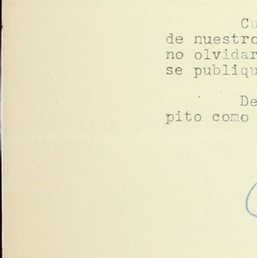 Cu
de nuestro
no olvidar
se publiqu
De
pito como